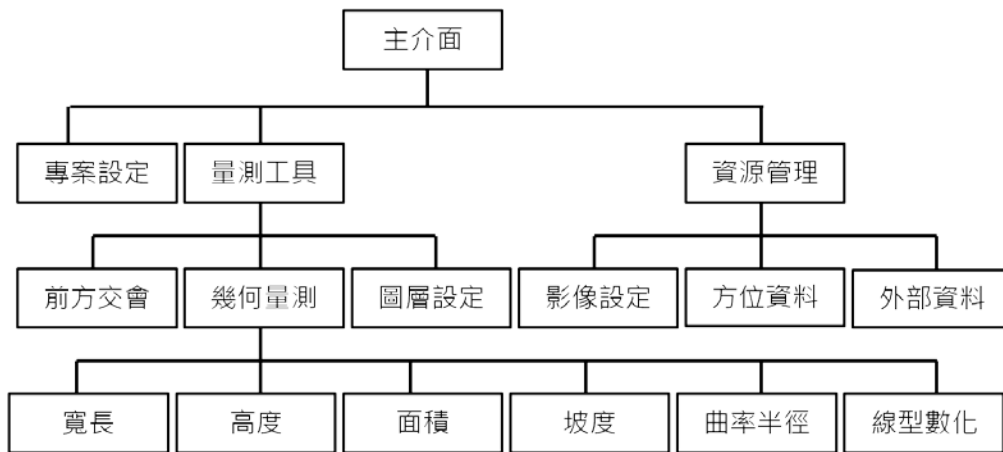 主介面
專案設定
量測工具
資源管理
前方交會
幾何量測
圖層設定
影像設定
方位資料
外部資料
寬長
高度
面積
坡度
曲率半徑
線型數化